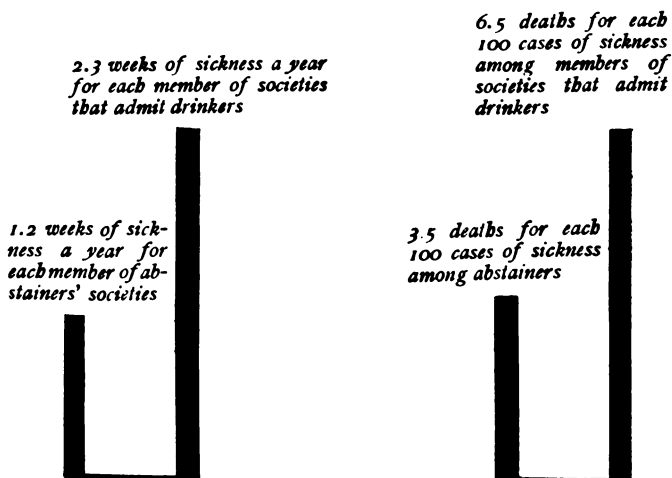 2.3 weeks of sickness a year
for each member of societies
that admit drinkers
1.2 weeks of sick-
ness a year for
each member of ab-
stainers' societies
6.5 deaths for each
100 cases of sickness
among members of
societies that admit
drinkers
3.5 deaths for each
100 cases of sickness
among abstainers